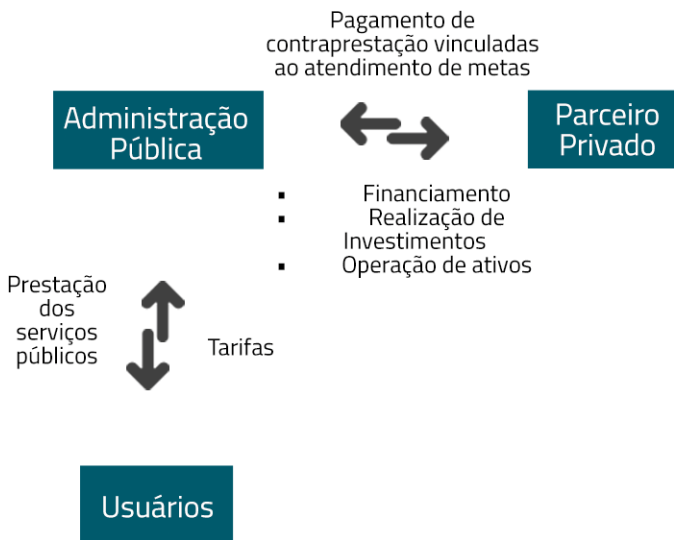 Pagamento de
contraprestação vinculadas
ao atendimento de metas
Administração
Pública
Parceiro
Privado
▪ Financiamento
▪ Realização de
Investimentos
▪ Operação de ativos
Prestação
dos
serviços
públicos
Tarifas
Usuários